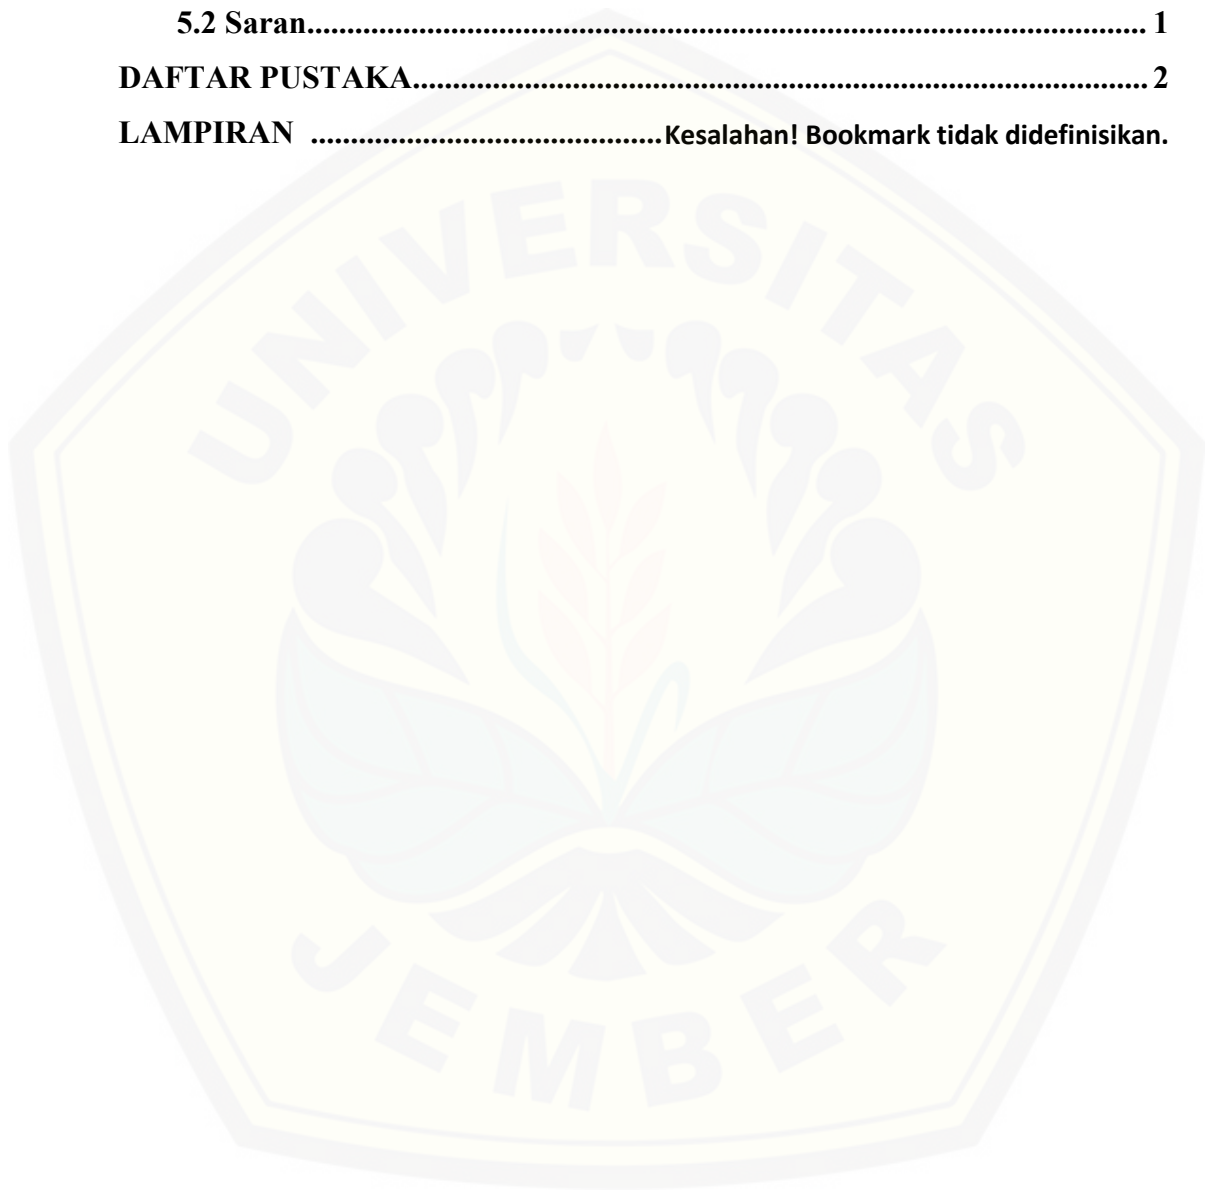 5.2 Saran........................................................................................................ 1
DAFTAR PUSTAKA........................................................................................... 2
LAMPIRAN ............................................Kesalahan! Bookmark tidak didefinisikan.
UNIVERSITAS
JEMBER